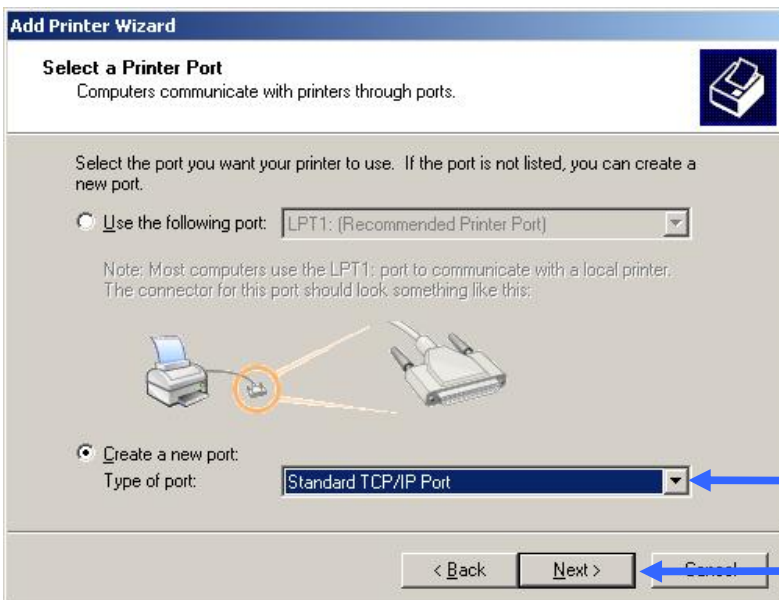 Add Printer Wizard
Select a Printer Port
Computers communicate with printers through ports.
Select the port you want your printer to use. If the port is not listed, you can create a
new port.
Use the following port: LPT1: (Recommended Printer Port)
Note: Most computers use the LPT1: port to communicate with a local printer.
The connector for this port should look something like this:
Create a new port:
Type of port: Standard TCP/IP Port
< Back Next > Cancel